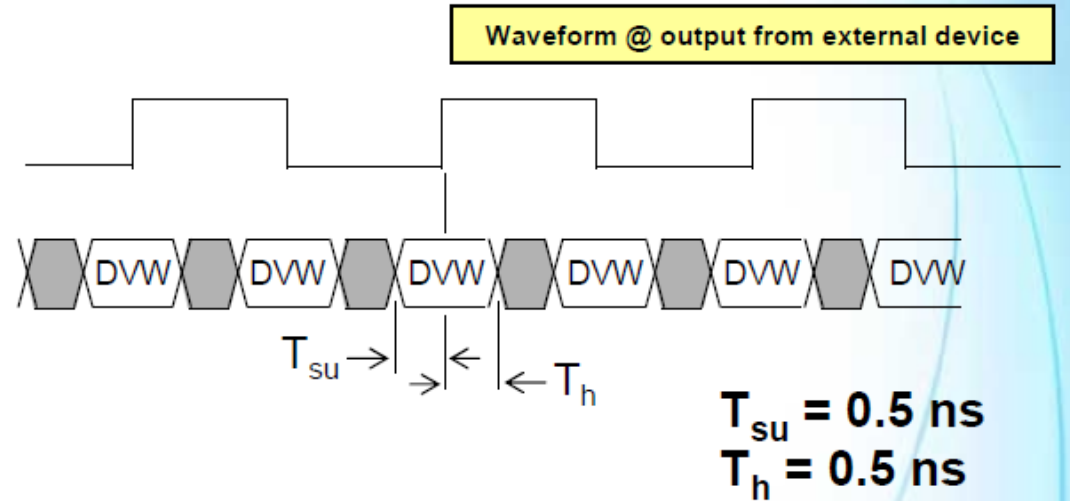 Waveform @ output from external device
DVW DVW DVW DVW DVW DVW
Tsu
Th
Tsu = 0.5 ns
Th = 0.5 ns